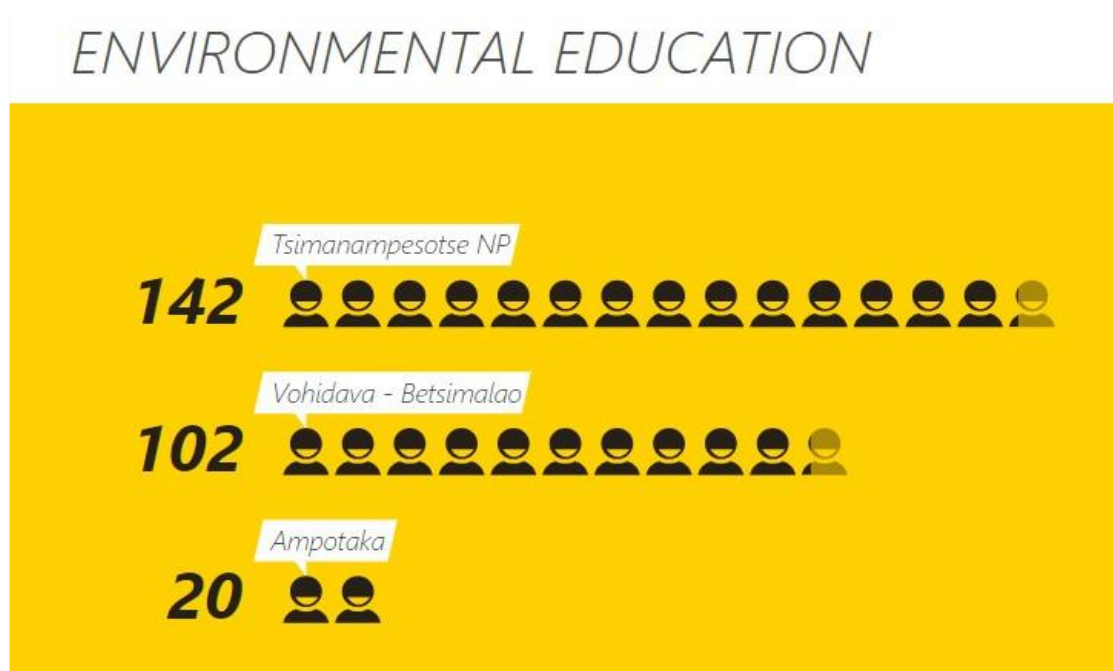 ENVIRONMENTAL EDUCATION
Tsimanampesotse NP
142
Vohidava - Betsimalao
102
Ampotaka
20